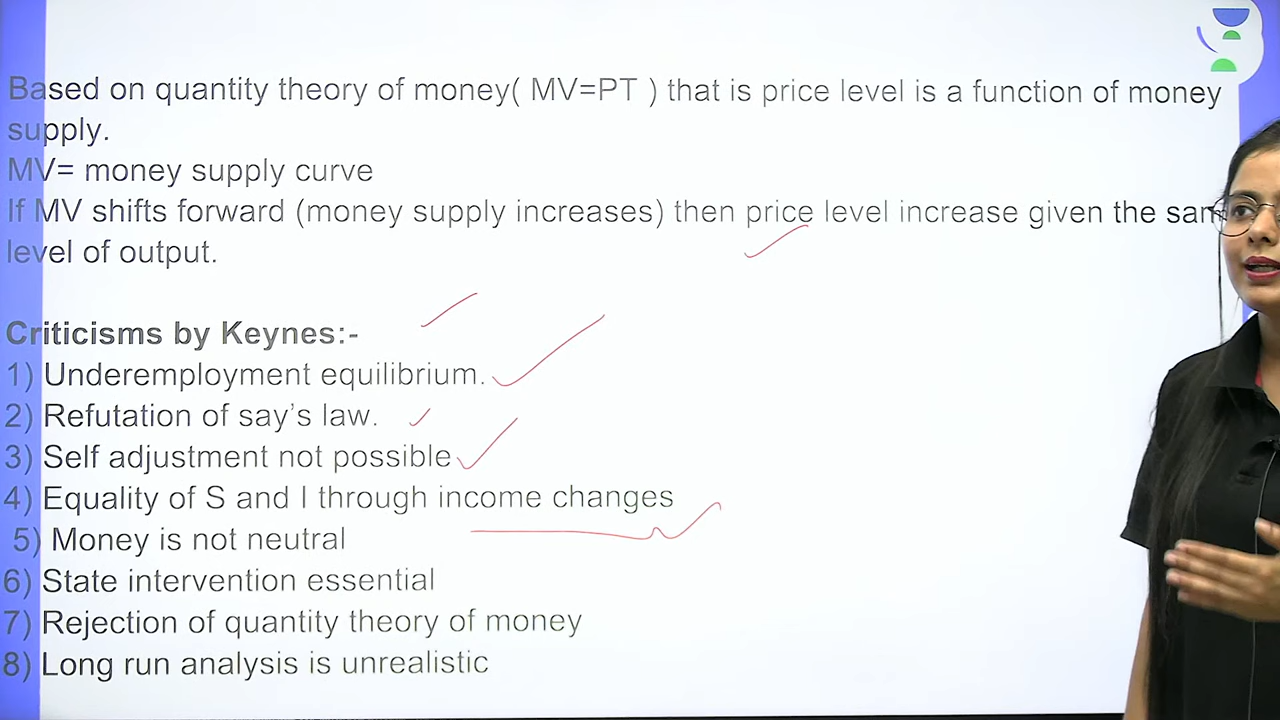 Based on quantity theory of money( MV=PT ) that is price level is a function of money
supply.
MV= money supply curve
If MV shifts forward (money supply increases) then price level increase given the
level of output.
Criticisms by Keynes:-
1) Underemployment equilibrium.
2) Refutation of say’s law.
3) Self adjustment not possible
4) Equality of S and I through income changes
5) Money is not neutral
6) State intervention essential
7) Rejection of quantity theory of money
8) Long run analysis is unrealistic